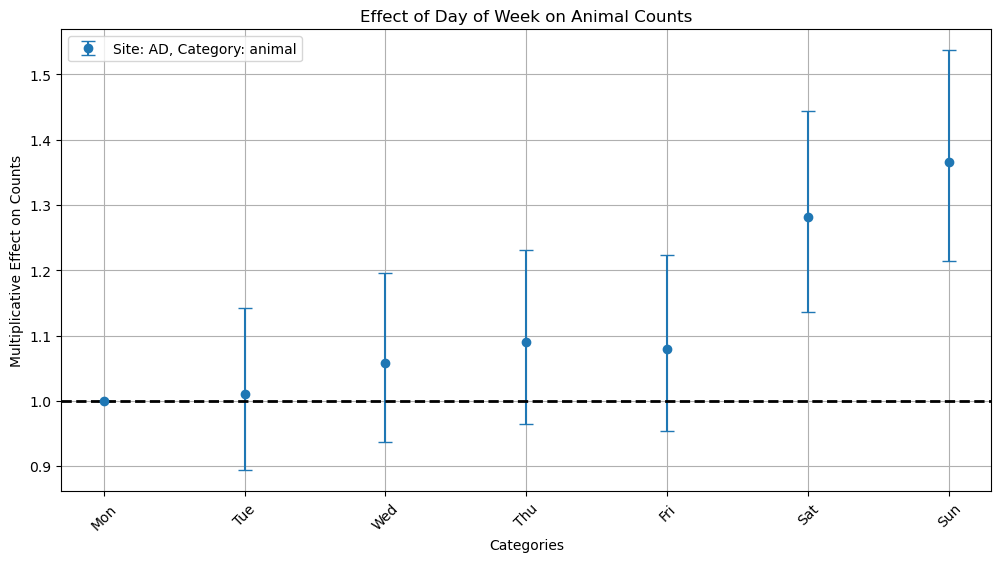 Effect of Day of Week on Animal Counts
Site: AD, Category: animal
Multiplicative Effect on Counts
1.5
1.4
1.3
1.2
1.1
1.0
0.9
Mon
Tue
Wed
Thu
Fri
Sat
Sun
Categories